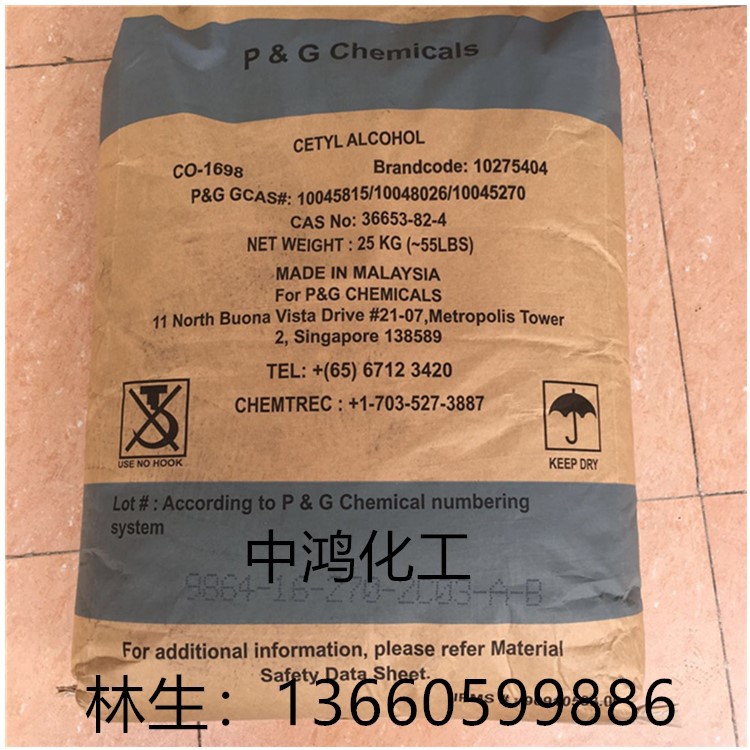 P & G Chemicals
CETYL ALCOHOL
CO-1698 Brandcode: 10275404
P&G GCAS#: 10045815/10048026/10045270
CAS No: 36653-82-4
NET WEIGHT : 25 KG (~55LBS)
MADE IN MALAYSIA
For P&G CHEMICALS
11 North Buona Vista Drive #21-07,Metropolis Tower
2, Singapore 138589
TEL: +(65) 6712 3420
CHEMTREC : +1-703-527-3887
USE NO HOOK
KEEP DRY
Lot # : According to P & G Chemical numbering
system
中鸿化工
For additional information, please refer Material
Safety Data Sheet.
林生：13660599886